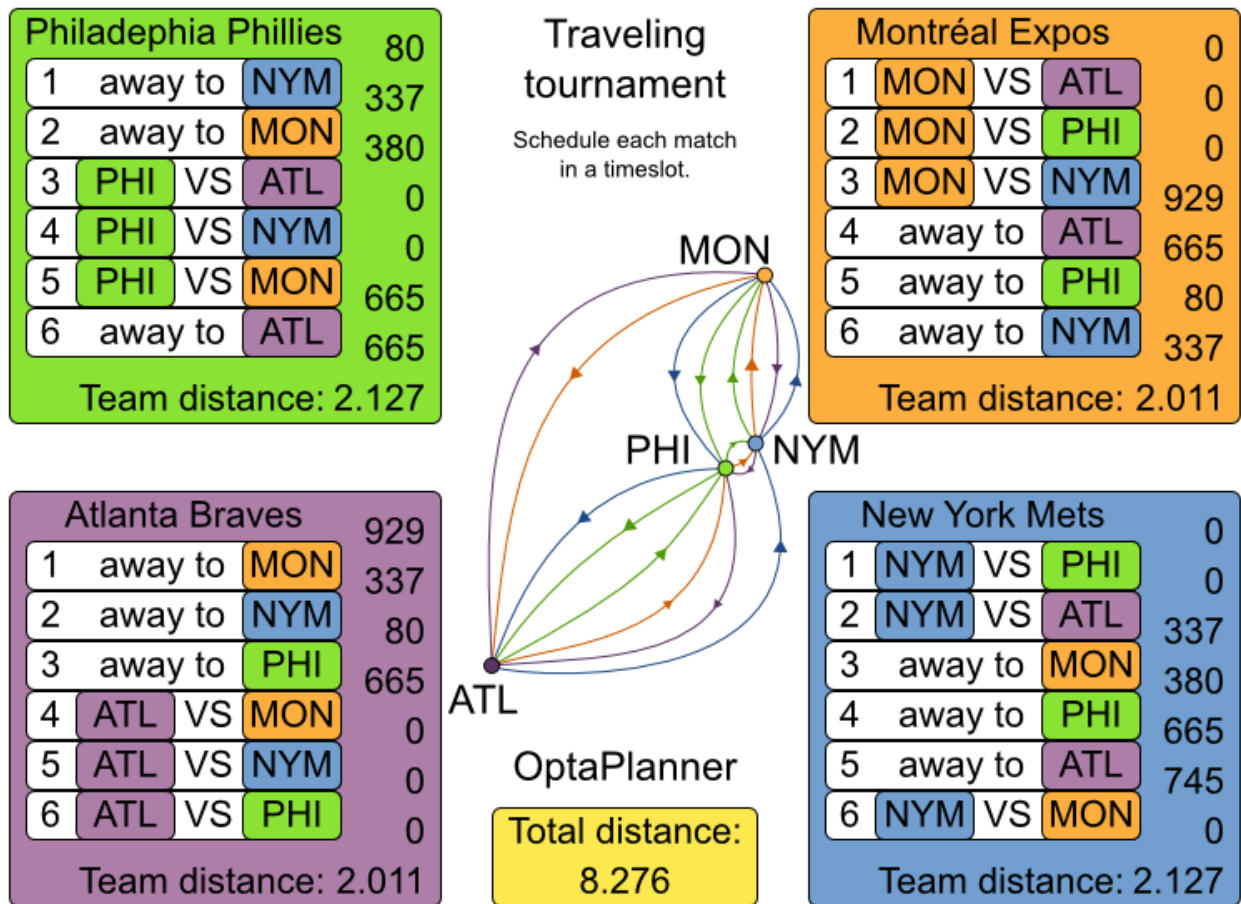 Philadephia Phillies
80
1 away to NYM
337
2 away to MON
380
3 PHI VS ATL
0
4 PHI VS NYM
0
5 PHI VS MON
665
6 away to ATL
665
Team distance: 2.127
Traveling
tournament
Schedule each match
in a timeslot.
Montréal Expos
0
1 MON VS ATL
0
2 MON VS PHI
0
3 MON VS NYM
929
4 away to ATL
665
5 away to PHI
80
6 away to NYM
337
Team distance: 2.011
MON
PHI
NYM
ATL
Atlanta Braves
929
1 away to MON
337
2 away to NYM
80
3 away to PHI
665
4 ATL VS MON
0
5 ATL VS NYM
0
6 ATL VS PHI
0
Team distance: 2.011
OptaPlanner
Total distance:
8.276
New York Mets
0
1 NYM VS PHI
0
2 NYM VS ATL
337
3 away to MON
380
4 away to PHI
665
5 away to ATL
745
6 NYM VS MON
0
Team distance: 2.127